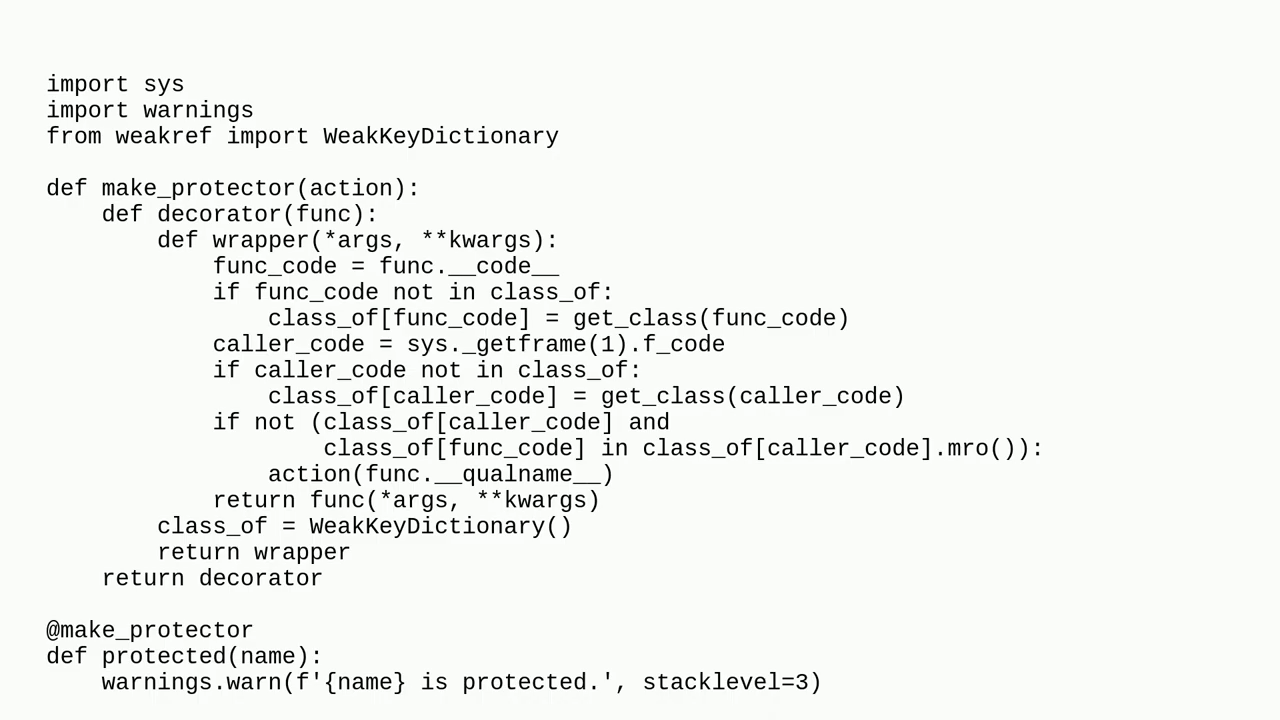 import sys
import warnings
from weakref import WeakKeyDictionary

def make_protector(action):
    def decorator(func):
        def wrapper(*args, **kwargs):
            func_code = func.__code__
            if func_code not in class_of:
                class_of[func_code] = get_class(func_code)
            caller_code = sys._getframe(1).f_code
            if caller_code not in class_of:
                class_of[caller_code] = get_class(caller_code)
            if not (class_of[caller_code] and
                    class_of[func_code] in class_of[caller_code].mro()):
                action(func.__qualname__)
            return func(*args, **kwargs)
        class_of = WeakKeyDictionary()
        return wrapper
    return decorator

@make_protector
def protected(name):
    warnings.warn(f'{name} is protected.', stacklevel=3)